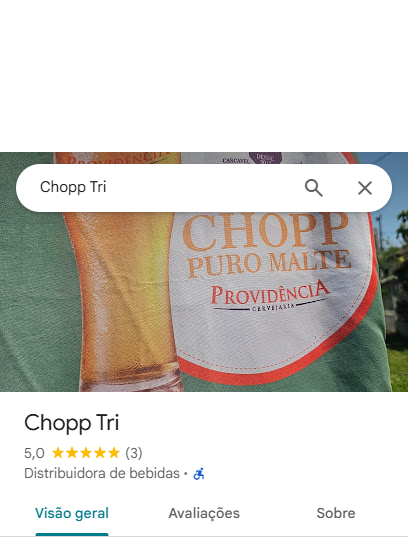 PROVIDÊNCIA
CASCAVEL
DESDE
Chopp Tri
CHOPP
PURO MALTE
PROVIDÊNCIA
CERVEJARIA
Chopp Tri
5,0 (3)
Distribuidora de bebidas •
Visão geral
Avaliações
Sobre